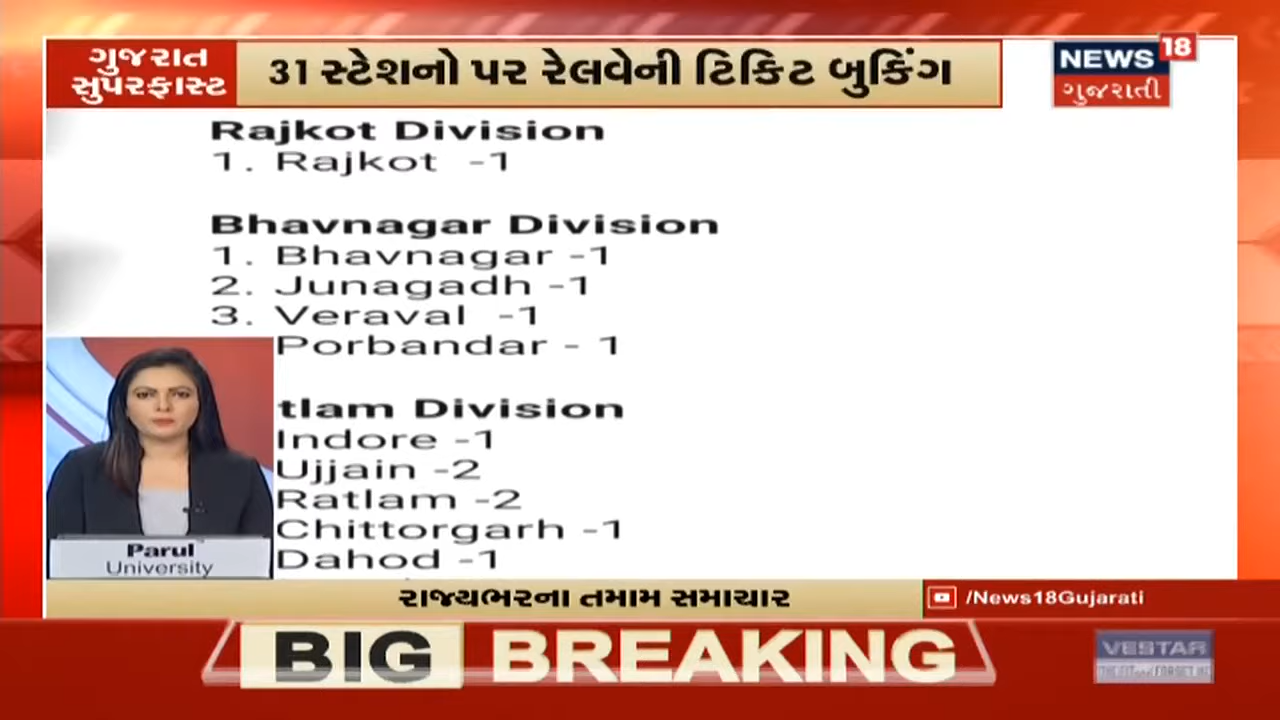 ગુજરાત
સુપરફાસ્ટ
31 સ્ટેશનો પર રેલવેની ટિકિટ બુકિંગ
NEWS 18
ગુજરાતી
Rajkot Division
1. Rajkot -1
Bhavnagar Division
1. Bhavnagar -1
2. Junagadh -1
3. Veraval -1
Porbandar - 1
tlam Division
Indore -1
Ujjain -2
Ratlam -2
Chittorgarh -1
Dahod -1
Parul
University
રાજ્યભરના તમામ સમાચાર
/News18Gujarati
BIG BREAKING
VESTAR